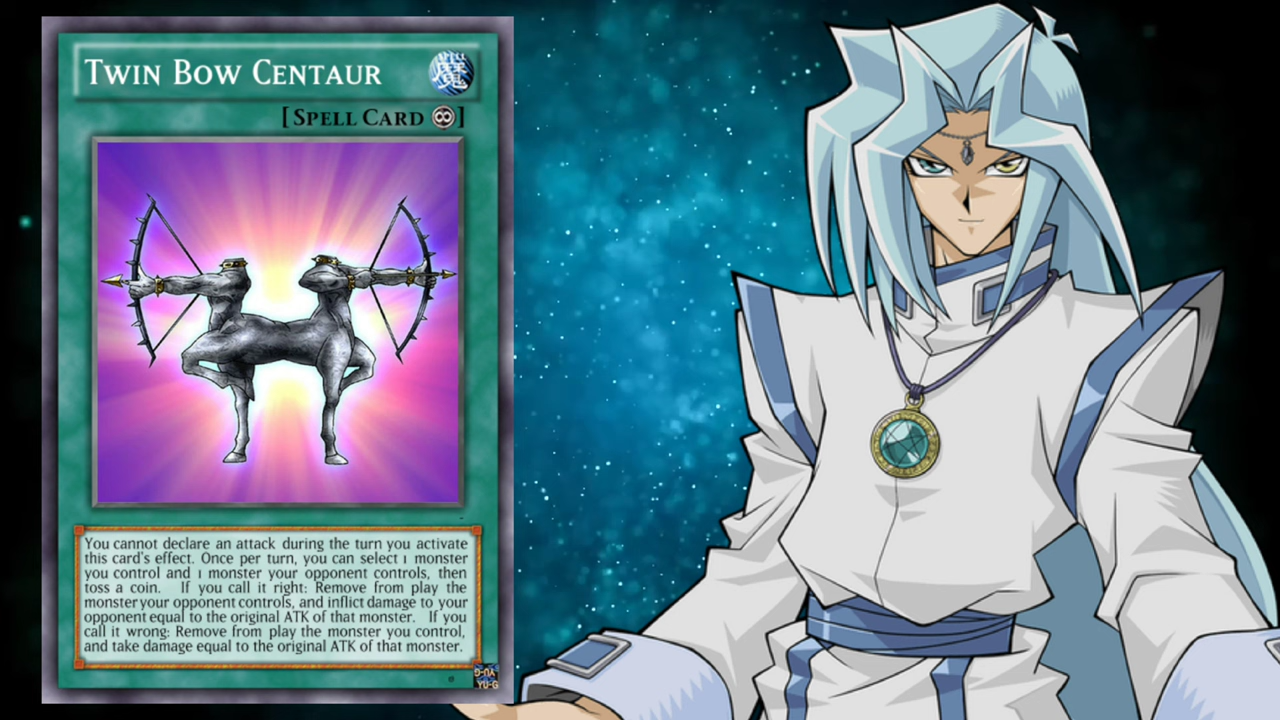 Twin Bow Centaur
魔
[Spell Card ♾]
You cannot declare an attack during the turn you activate
this card's effect. Once per turn, you can select 1 monster
you control and 1 monster your opponent controls, then
toss a coin. If you call it right: Remove from play the
monster your opponent controls, and inflict damage to your
opponent equal to the original ATK of that monster. If you
call it wrong: Remove from play the monster you control,
and take damage equal to the original ATK of that monster.